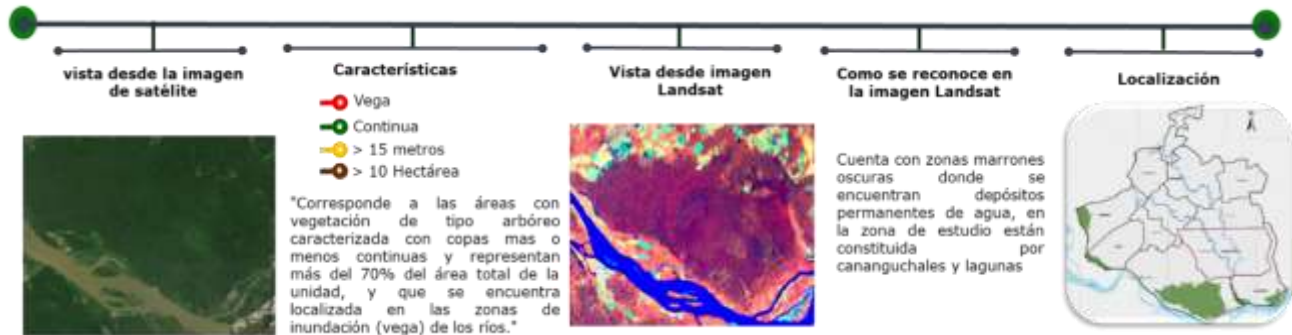 vista desde la imagen
de satélite
Características
Vega
Continua
> 15 metros
> 10 Hectárea
"Corresponde a las áreas con
vegetación de tipo arbóreo
caracterizada con copas mas o
menos continuas y representan
más del 70% del área total de la
unidad, y que se encuentra
localizada en las zonas de
inundación (vega) de los ríos."
Vista desde imagen
Landsat
Como se reconoce en
la imagen Landsat
Cuenta con zonas marrones
oscuras donde se
encuentran depósitos
permanentes de agua, en
la zona de estudio están
constituida por
cananguchales y lagunas
Localización